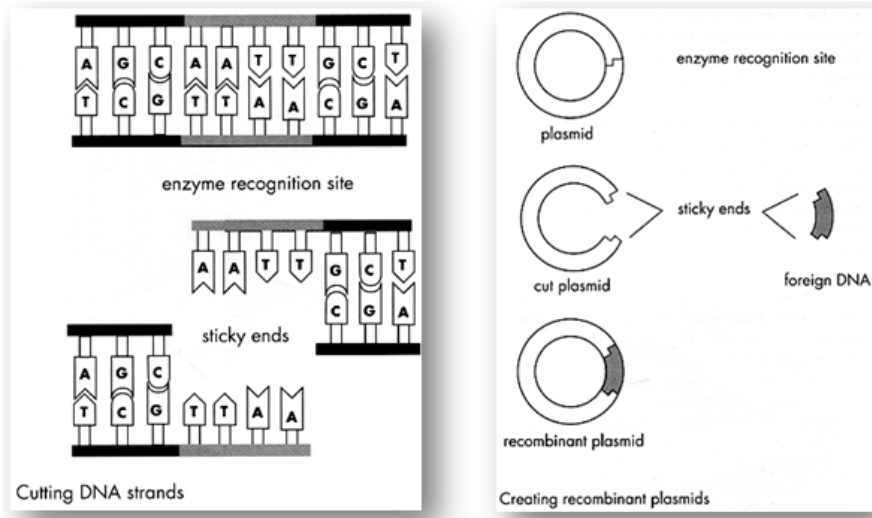 A G C A A T T G C T
T C G T T A A C G A
enzyme recognition site
A A T T G C T
C G A
sticky ends
A G C
T C G T T A A
Cutting DNA strands
enzyme recognition site
plasmid
sticky ends
cut plasmid
foreign DNA
recombinant plasmid
Creating recombinant plasmids